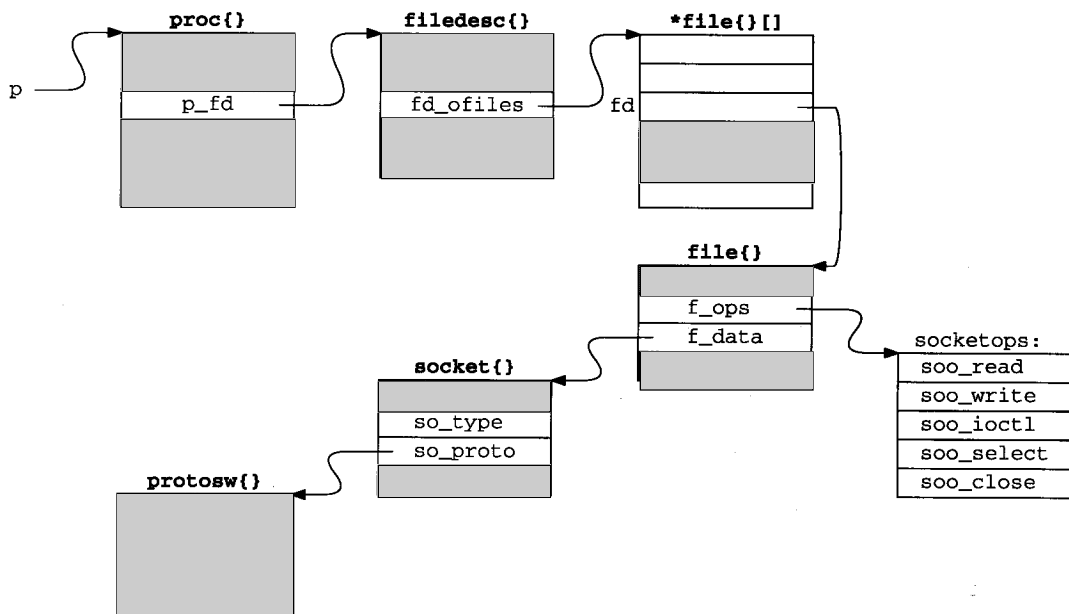 proc{} filedesc{} *file{}[]
p
p_fd fd_ofiles fd
file{}
f_ops
f_data
socketops:
socket{} soo_read
soo_write
so_type soo_ioctl
so_proto soo_select
protosw{} soo_close